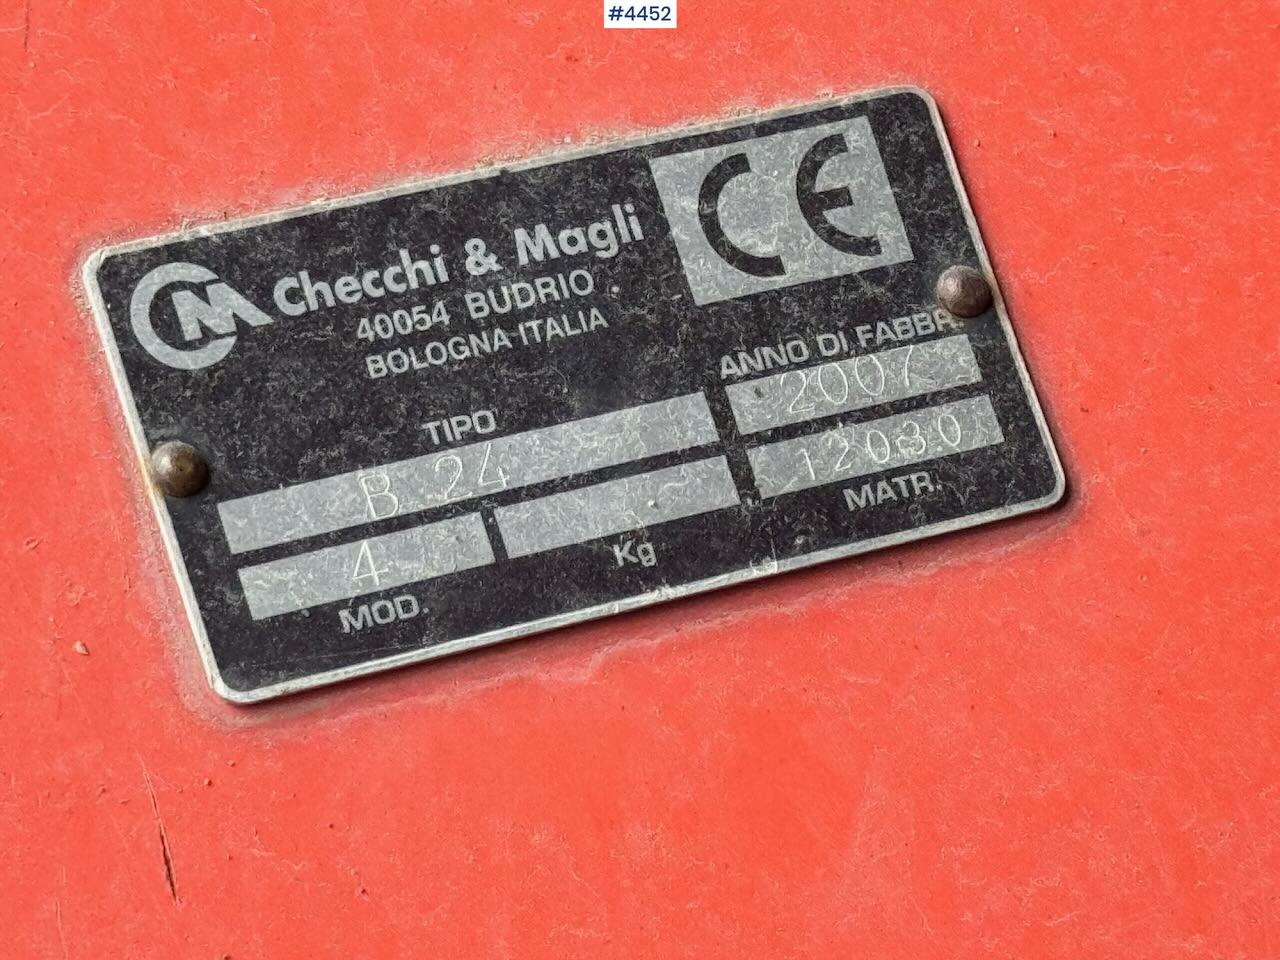 #4452
CM Checchi & Magli
40054 BUDRIO
BOLOGNA-ITALIA
CE
TIPO
B 24
ANNO DI FABBR.
2007
4
12030
MOD.
Kg
MATR.